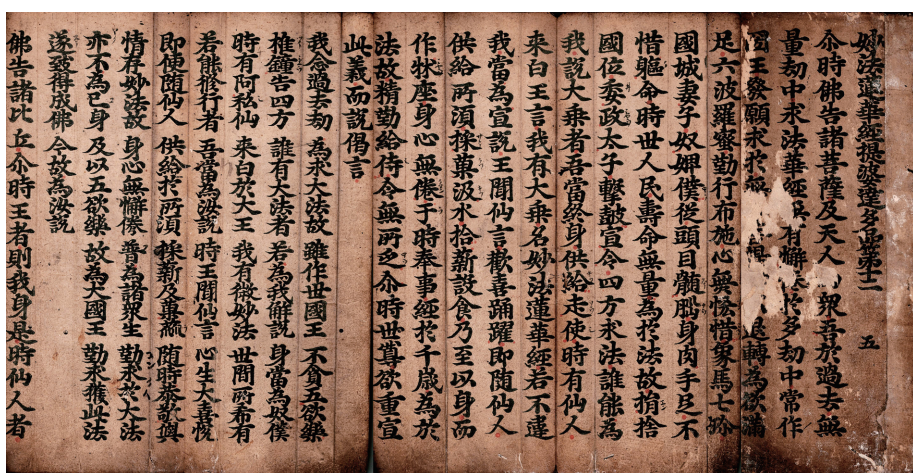 妙法蓮華經提婆達多品第十二 五
尒時佛告諸菩薩及天人衆吾於過去無
量劫中求法華經有懈於多劫中常作
王發願求於無退轉為欲滿
足六波羅蜜勤行布施心無悋惜象馬七珎
國城妻子奴婢僕從頭目髓腦身肉手足不
惜軀命時世人民壽命無量為於法故捐捨
國位委政太子擊鼓宣令四方求法誰能為
我說大乘者吾當終身供給走使時有仙人
來白王言我有大乘名妙法蓮華經若不違
我當為宣說王聞仙言歡喜踊躍即隨仙人
供給所須採菓汲水拾薪設食乃至以身而
作牀座身心無惓于時奉事經於千歲為於
法故精勤給侍令無所乏尒時世尊欲重宣
此義而說偈言
我念過去劫 為求大法故 雖作世國王 不貪五欲樂
椎鐘告四方 誰有大法者 若為我解說 身當為奴僕
時有阿私仙 來白於大王 我有微妙法 世間所希有
若能修行者 吾當為汝說 時王聞仙言 心生大喜悅
即便隨仙人 供給於所須 採薪及菓蓏 隨時恭敬與
情存妙法故 身心無懈惓 普為諸衆生 勤求於大法
亦不為己身 及以五欲樂 故為大國王 勤求獲此法
遂致得成佛 今故為汝說
佛告諸比丘尒時王者則我身是時仙人者